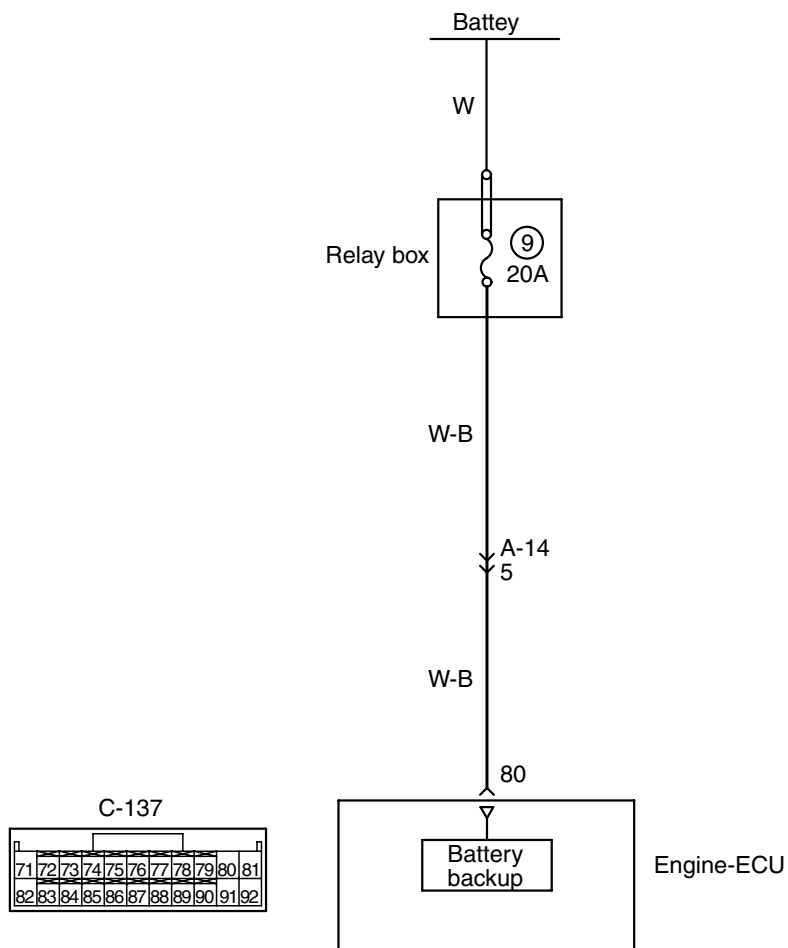 Battey
W
Relay box
9
20A
W-B
A-14
5
W-B
80
C-137
71 72 73 74 75 76 77 78 79 80 81
82 83 84 85 86 87 88 89 90 91 92
Battery
backup
Engine-ECU